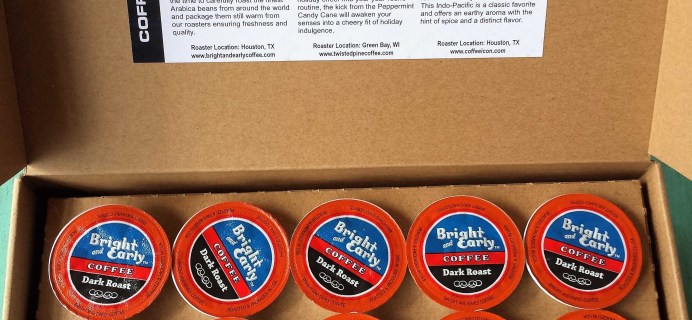 COFF
the time to carefully roast the finest
Arabica beans from around the world
and package them still warm from
our roasters ensuring freshness and
quality.
Roaster Location: Houston, TX
www.brightandearlycoffee.com
routine, the kick from the Peppermint
Candy Cane will awaken your
senses into a cheery fit of holiday
indulgence.
Roaster Location: Green Bay, WI
www.twistedpinecoffee.com
This Indo-Pacific is a classic favorite
and offers an earthy aroma with the
hint of spice and a distinct flavor.
Roaster Location: Houston, TX
www.coffeeicon.com
Bright
and Early™
COFFEE
Dark Roast
Bright
and Early™
COFFEE
Dark Roast
Bright
and Early™
COFFEE
Dark Roast
Bright
and Early™
COFFEE
Dark Roast
Bright
and Early™
COFFEE
Dark Roast